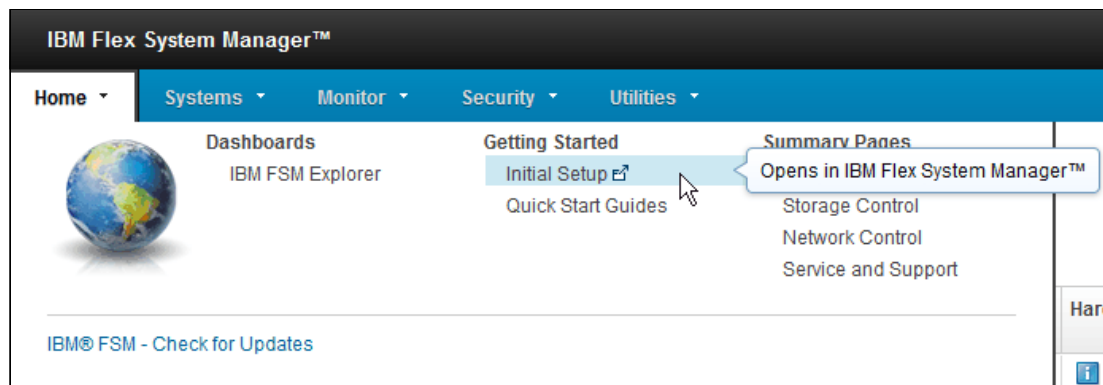 IBM Flex System Manager™
Home Systems Monitor Security Utilities
Dashboards
IBM FSM Explorer
Getting Started
Initial Setup
Quick Start Guides
Summary Pages
Opens in IBM Flex System Manager™
Storage Control
Network Control
Service and Support
IBM® FSM - Check for Updates